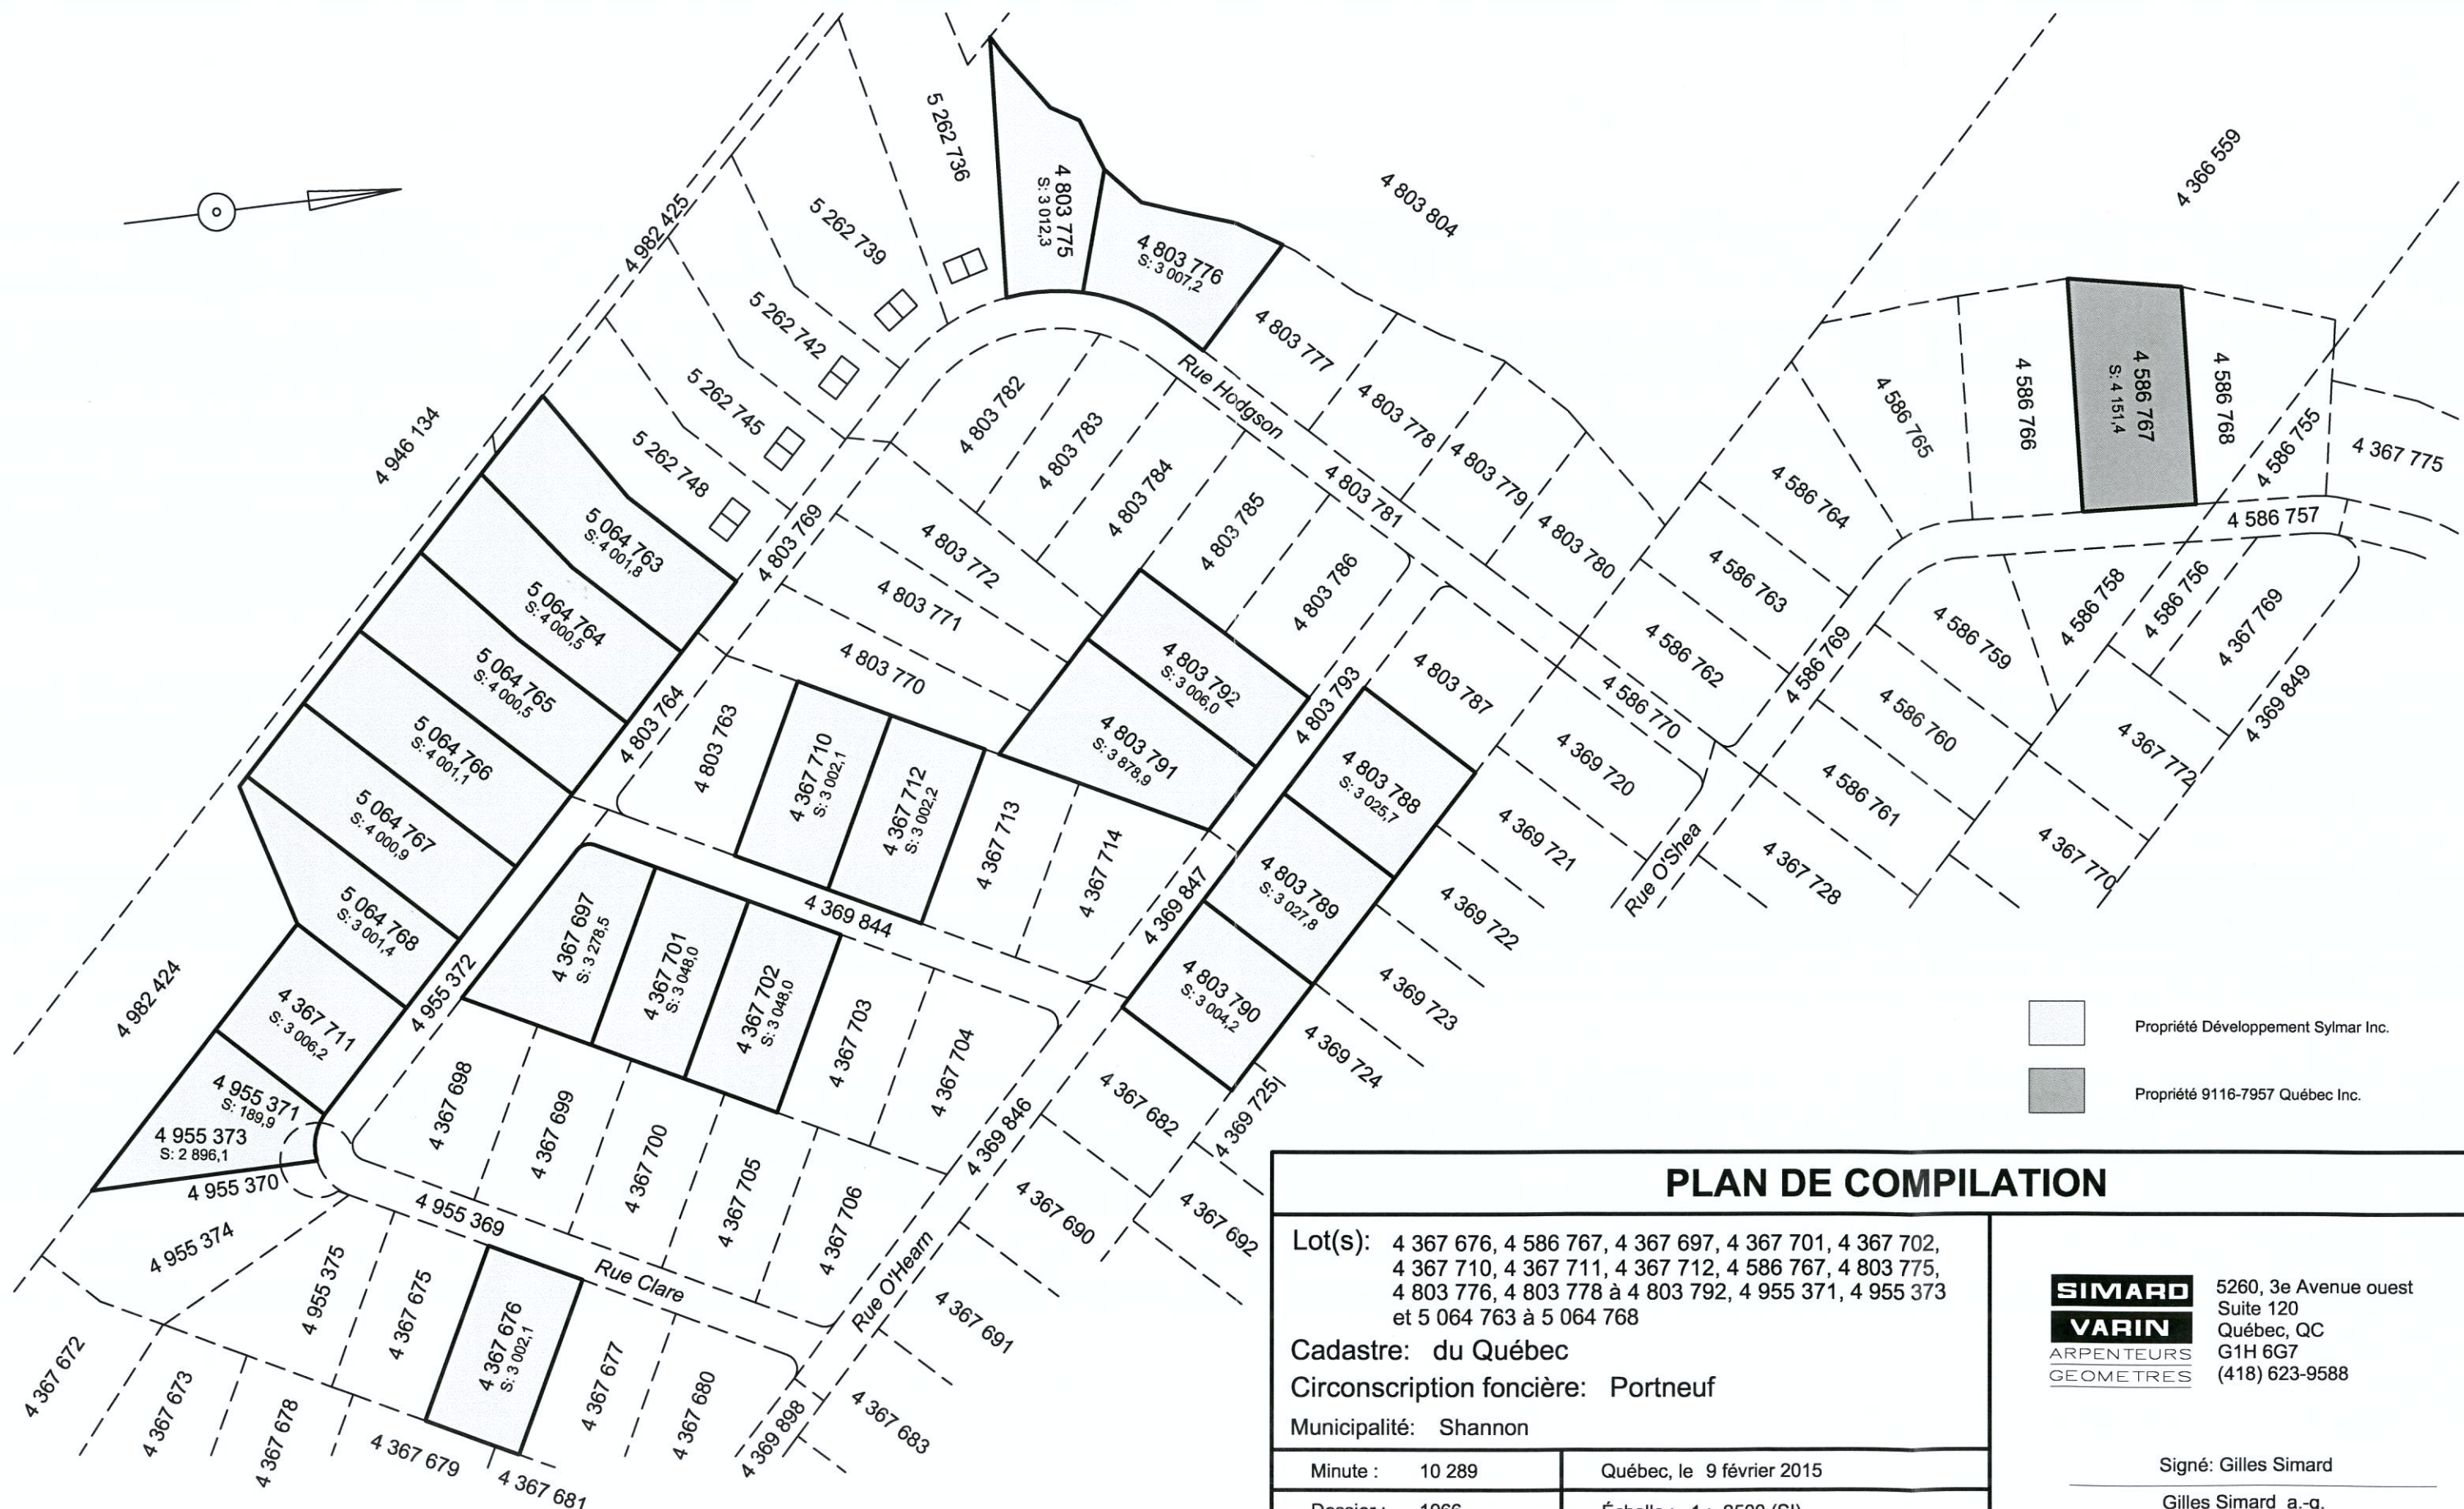 5 262 736
4 803 775
S: 3 012,3
4 803 776
S: 3 007,2
4 803 804
4 366 559
4 982 425
5 262 739
5 262 742
5 262 745
5 262 748
4 946 134
4 803 777
4 803 778
4 803 779
4 803 780
Rue Hodgson
4 803 781
4 803 782
4 803 783
4 803 784
4 803 785
4 803 786
4 586 765
4 586 766
4 586 767
S: 4 151,4
4 586 768
4 586 755
4 367 775
4 586 757
4 586 764
4 586 763
4 586 762
4 586 769
4 586 758
4 586 756
4 367 769
4 586 759
4 369 849
4 586 760
4 367 772
4 586 761
4 367 770
4 367 728
4 586 770
Rue O'Shea
5 064 763
S: 4 001,8
5 064 764
S: 4 000,5
5 064 765
S: 4 000,5
5 064 766
S: 4 001,1
5 064 767
S: 4 000,9
5 064 768
S: 3 001,4
4 803 769
4 803 772
4 803 771
4 803 770
4 803 764
4 803 763
4 367 710
S: 3 002,1
4 367 712
S: 3 002,2
4 367 713
4 367 714
4 803 792
S: 3 006,0
4 803 791
S: 3 878,9
4 803 793
4 803 787
4 803 788
S: 3 025,7
4 803 789
S: 3 027,8
4 803 790
S: 3 004,2
4 369 720
4 369 721
4 369 722
4 369 723
4 369 724
4 369 725
4 369 847
4 369 844
4 367 697
S: 3 278,5
4 367 701
S: 3 048,0
4 367 702
S: 3 048,0
4 367 703
4 367 704
4 955 372
4 982 424
4 367 711
S: 3 006,2
4 955 371
S: 189,9
4 955 373
S: 2 896,1
4 955 370
4 955 374
4 367 698
4 367 699
4 367 700
4 367 705
4 367 706
4 369 846
4 367 682
4 367 690
4 367 692
4 367 691
4 367 683
4 955 369
Rue Clare
Rue O'Hearn
4 955 375
4 367 675
4 367 676
S: 3 002,1
4 367 677
4 367 680
4 369 898
4 367 672
4 367 673
4 367 678
4 367 679
4 367 681
Propriété Développement Sylmar Inc.
Propriété 9116-7957 Québec Inc.
PLAN DE COMPILATION
Lot(s): 4 367 676, 4 586 767, 4 367 697, 4 367 701, 4 367 702,
4 367 710, 4 367 711, 4 367 712, 4 586 767, 4 803 775,
4 803 776, 4 803 778 à 4 803 792, 4 955 371, 4 955 373
et 5 064 763 à 5 064 768
Cadastre: du Québec
Circonscription foncière: Portneuf
Municipalité: Shannon
Minute : 10 289
Québec, le 9 février 2015
SIMARD
VARIN
ARPENTEURS
GEOMETRES
5260, 3e Avenue ouest
Suite 120
Québec, QC
G1H 6G7
(418) 623-9588
Signé: Gilles Simard
Gilles Simard a.-g.